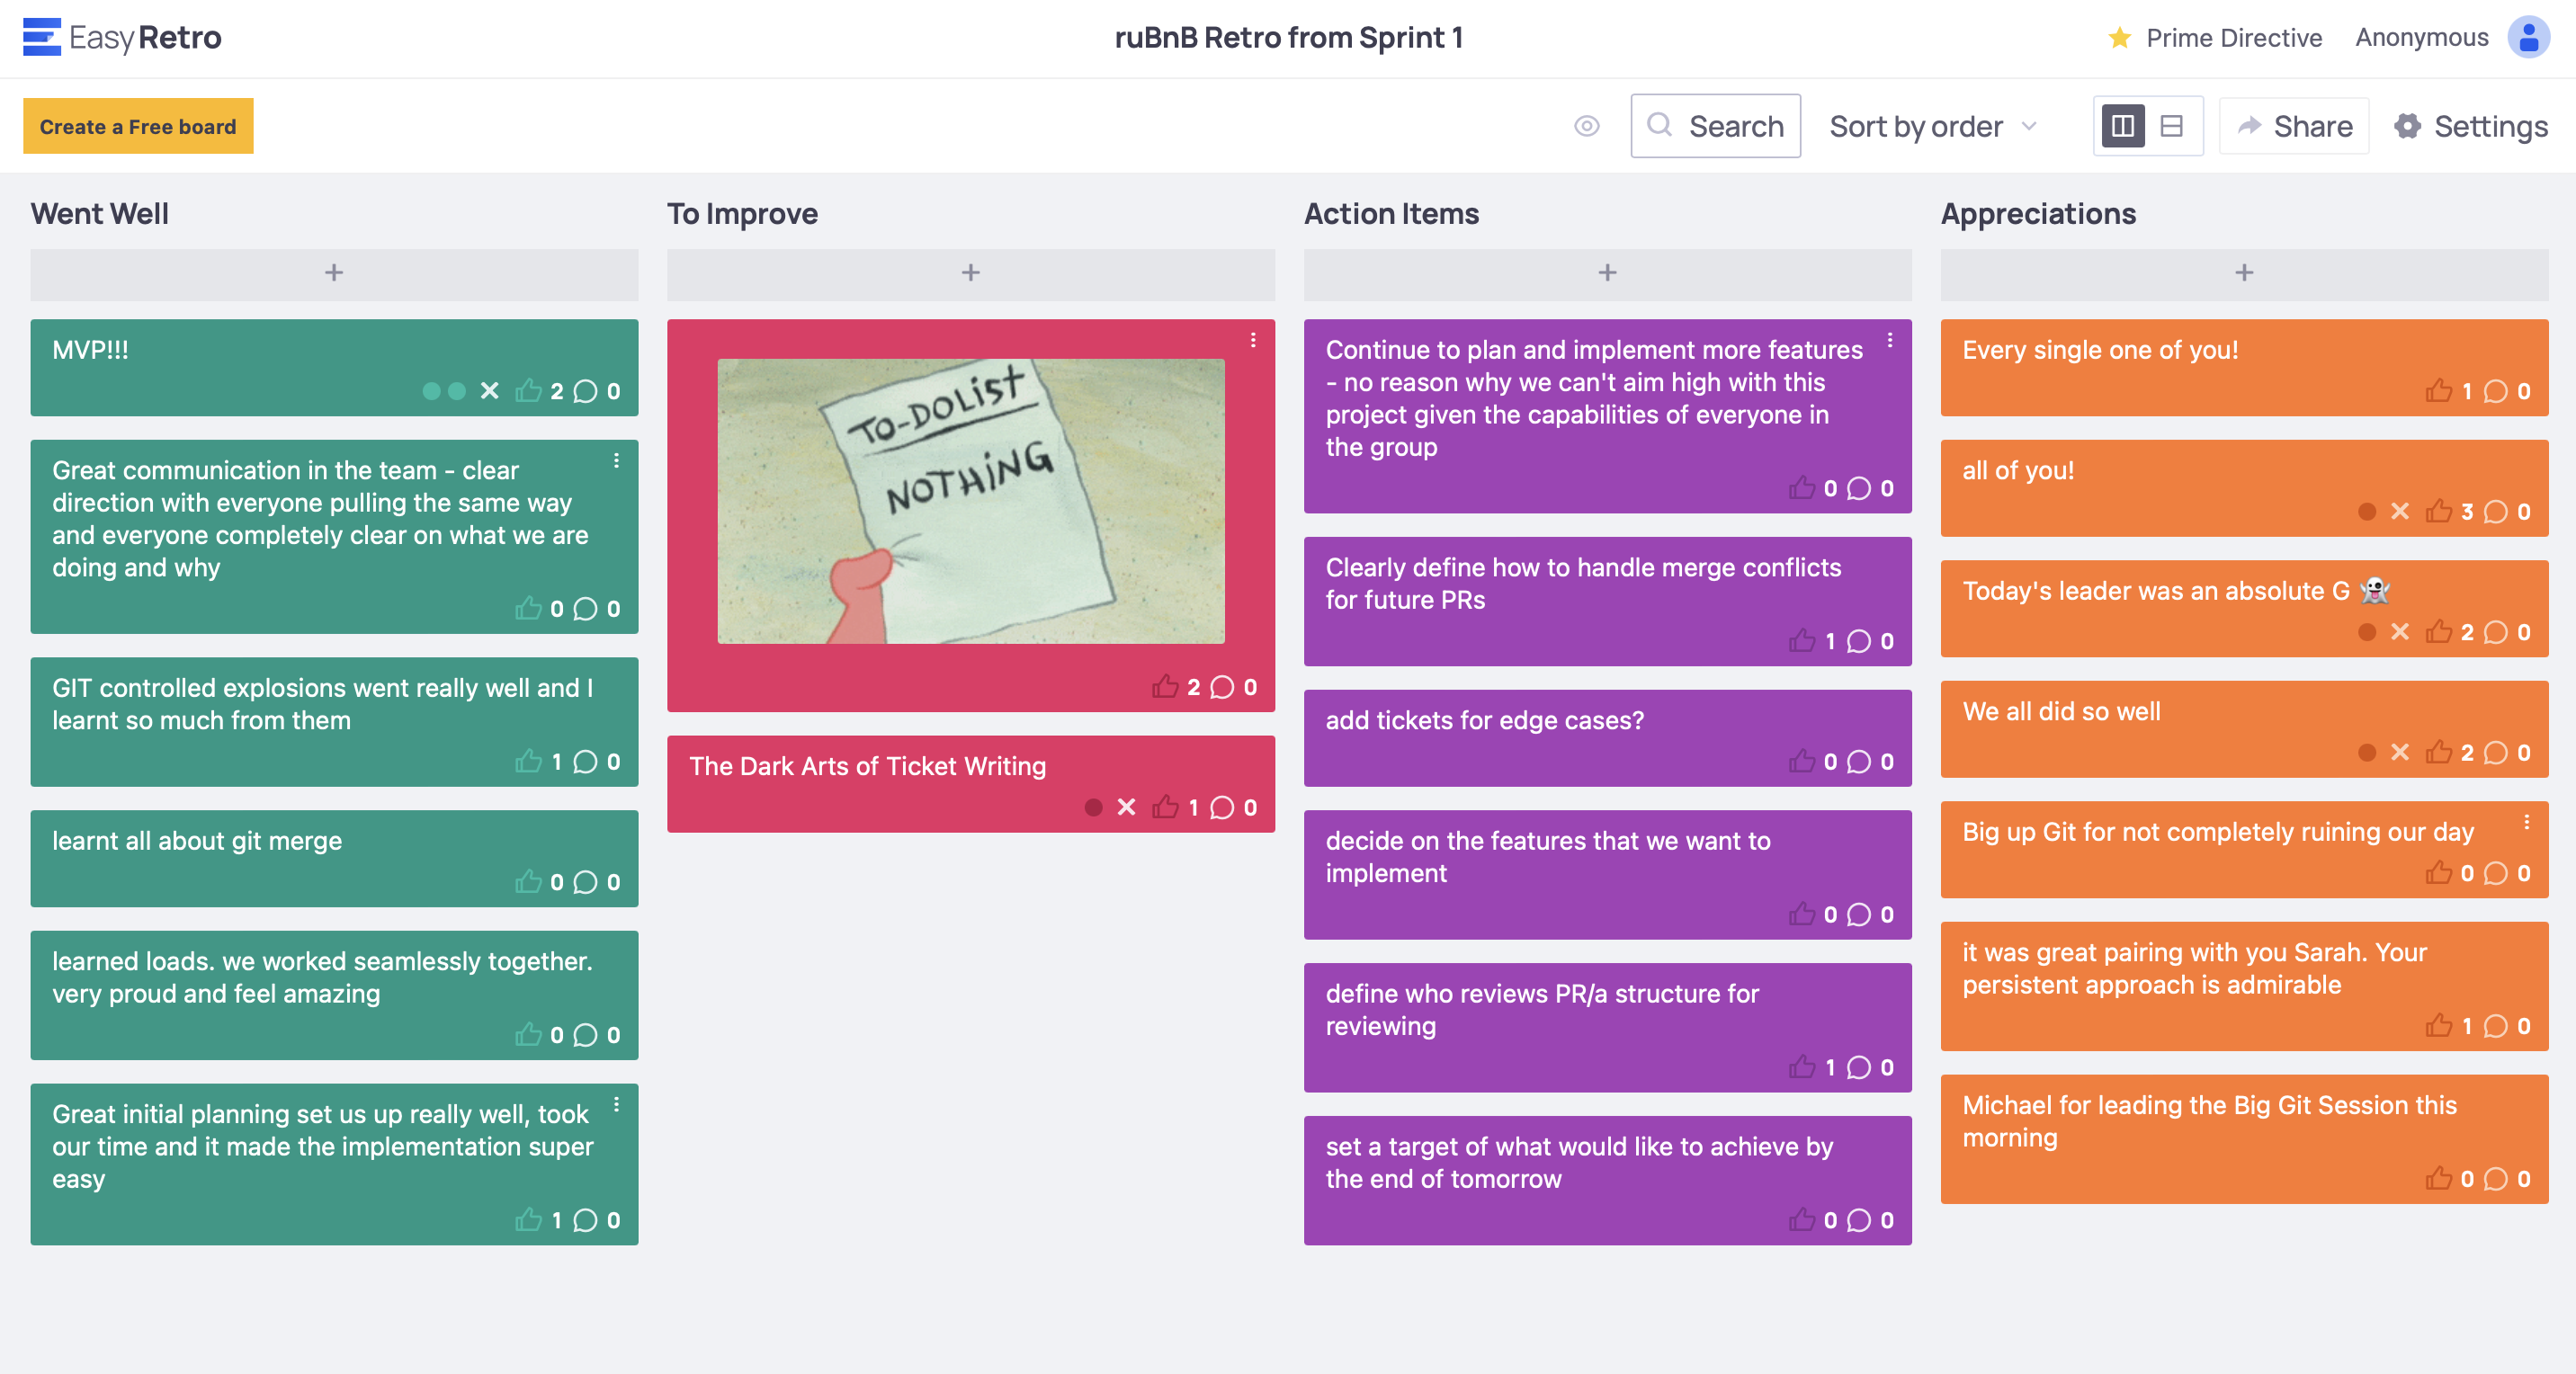 EasyRetro
ruBnB Retro from Sprint 1
Prime Directive
Anonymous
Create a Free board
Search
Sort by order
Share
Settings
Went Well
+
MVP!!!
2 0
Great communication in the team - clear
direction with everyone pulling the same way
and everyone completely clear on what we are
doing and why
0 0
GIT controlled explosions went really well and I
learnt so much from them
1 0
learnt all about git merge
0 0
learned loads. we worked seamlessly together.
very proud and feel amazing
0 0
Great initial planning set us up really well, took
our time and it made the implementation super
easy
1 0
To Improve
+
TO-DO LIST
NOTHING
2 0
The Dark Arts of Ticket Writing
1 0
Action Items
+
Continue to plan and implement more features
- no reason why we can't aim high with this
project given the capabilities of everyone in
the group
0 0
Clearly define how to handle merge conflicts
for future PRs
1 0
add tickets for edge cases?
0 0
decide on the features that we want to
implement
0 0
define who reviews PR/a structure for
reviewing
1 0
set a target of what would like to achieve by
the end of tomorrow
0 0
Appreciations
+
Every single one of you!
1 0
all of you!
3 0
Today's leader was an absolute G 👻
2 0
We all did so well
2 0
Big up Git for not completely ruining our day
0 0
it was great pairing with you Sarah. Your
persistent approach is admirable
1 0
Michael for leading the Big Git Session this
morning
0 0